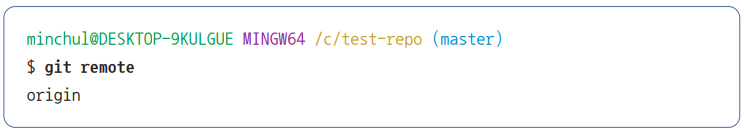 minchul@DESKTOP-9KULGUE MINGW64 /c/test-repo (master)
$ git remote
origin